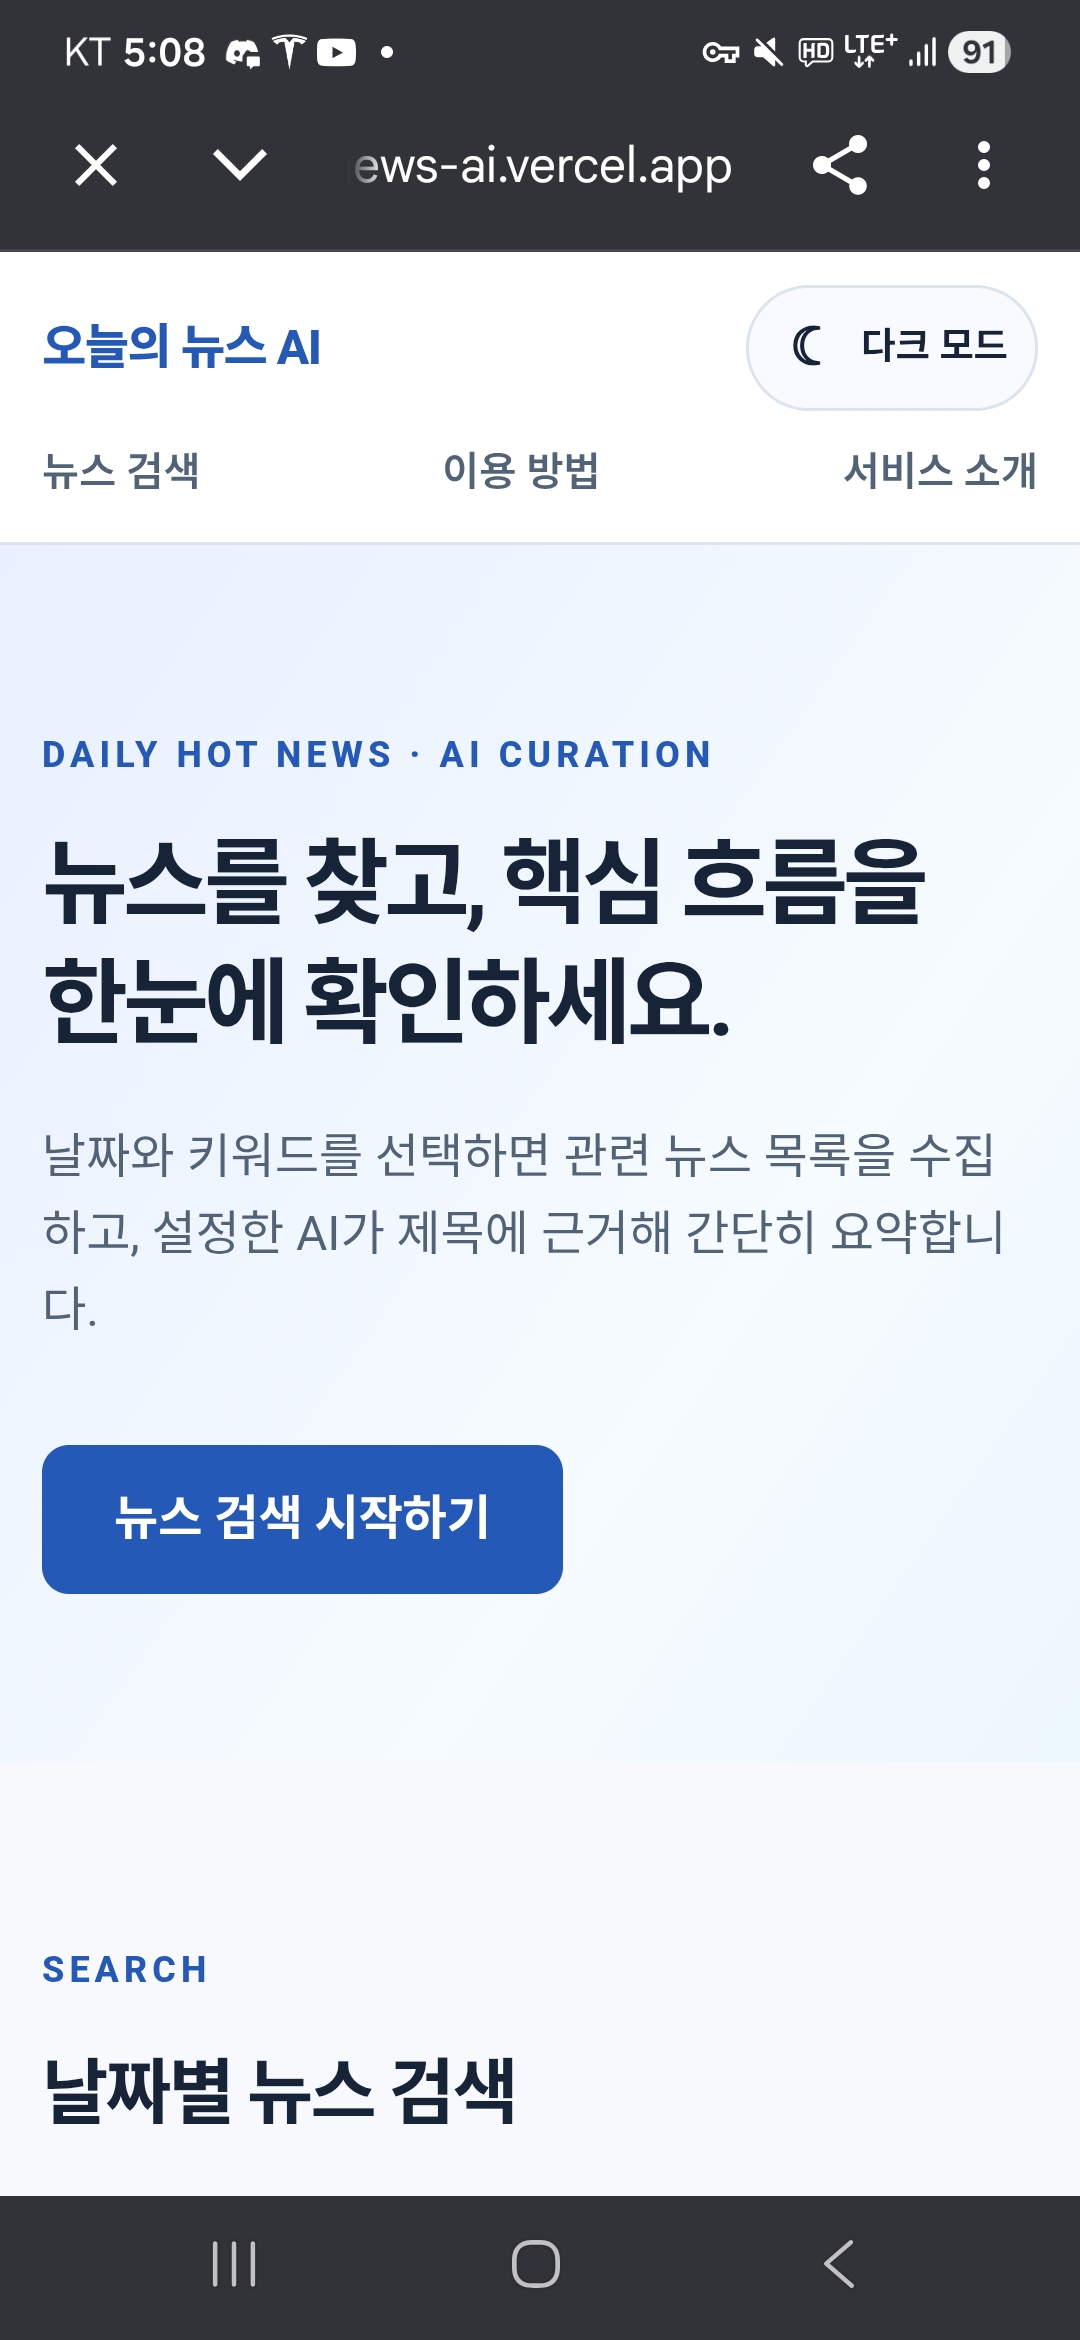 KT 5:08
HD LTE+ 91
ews-ai.vercel.app
오늘의 뉴스 AI
다크 모드
뉴스 검색 이용 방법 서비스 소개
DAILY HOT NEWS · AI CURATION
뉴스를 찾고, 핵심 흐름을
한눈에 확인하세요.
날짜와 키워드를 선택하면 관련 뉴스 목록을 수집
하고, 설정한 AI가 제목에 근거해 간단히 요약합니
다.
뉴스 검색 시작하기
SEARCH
날짜별 뉴스 검색